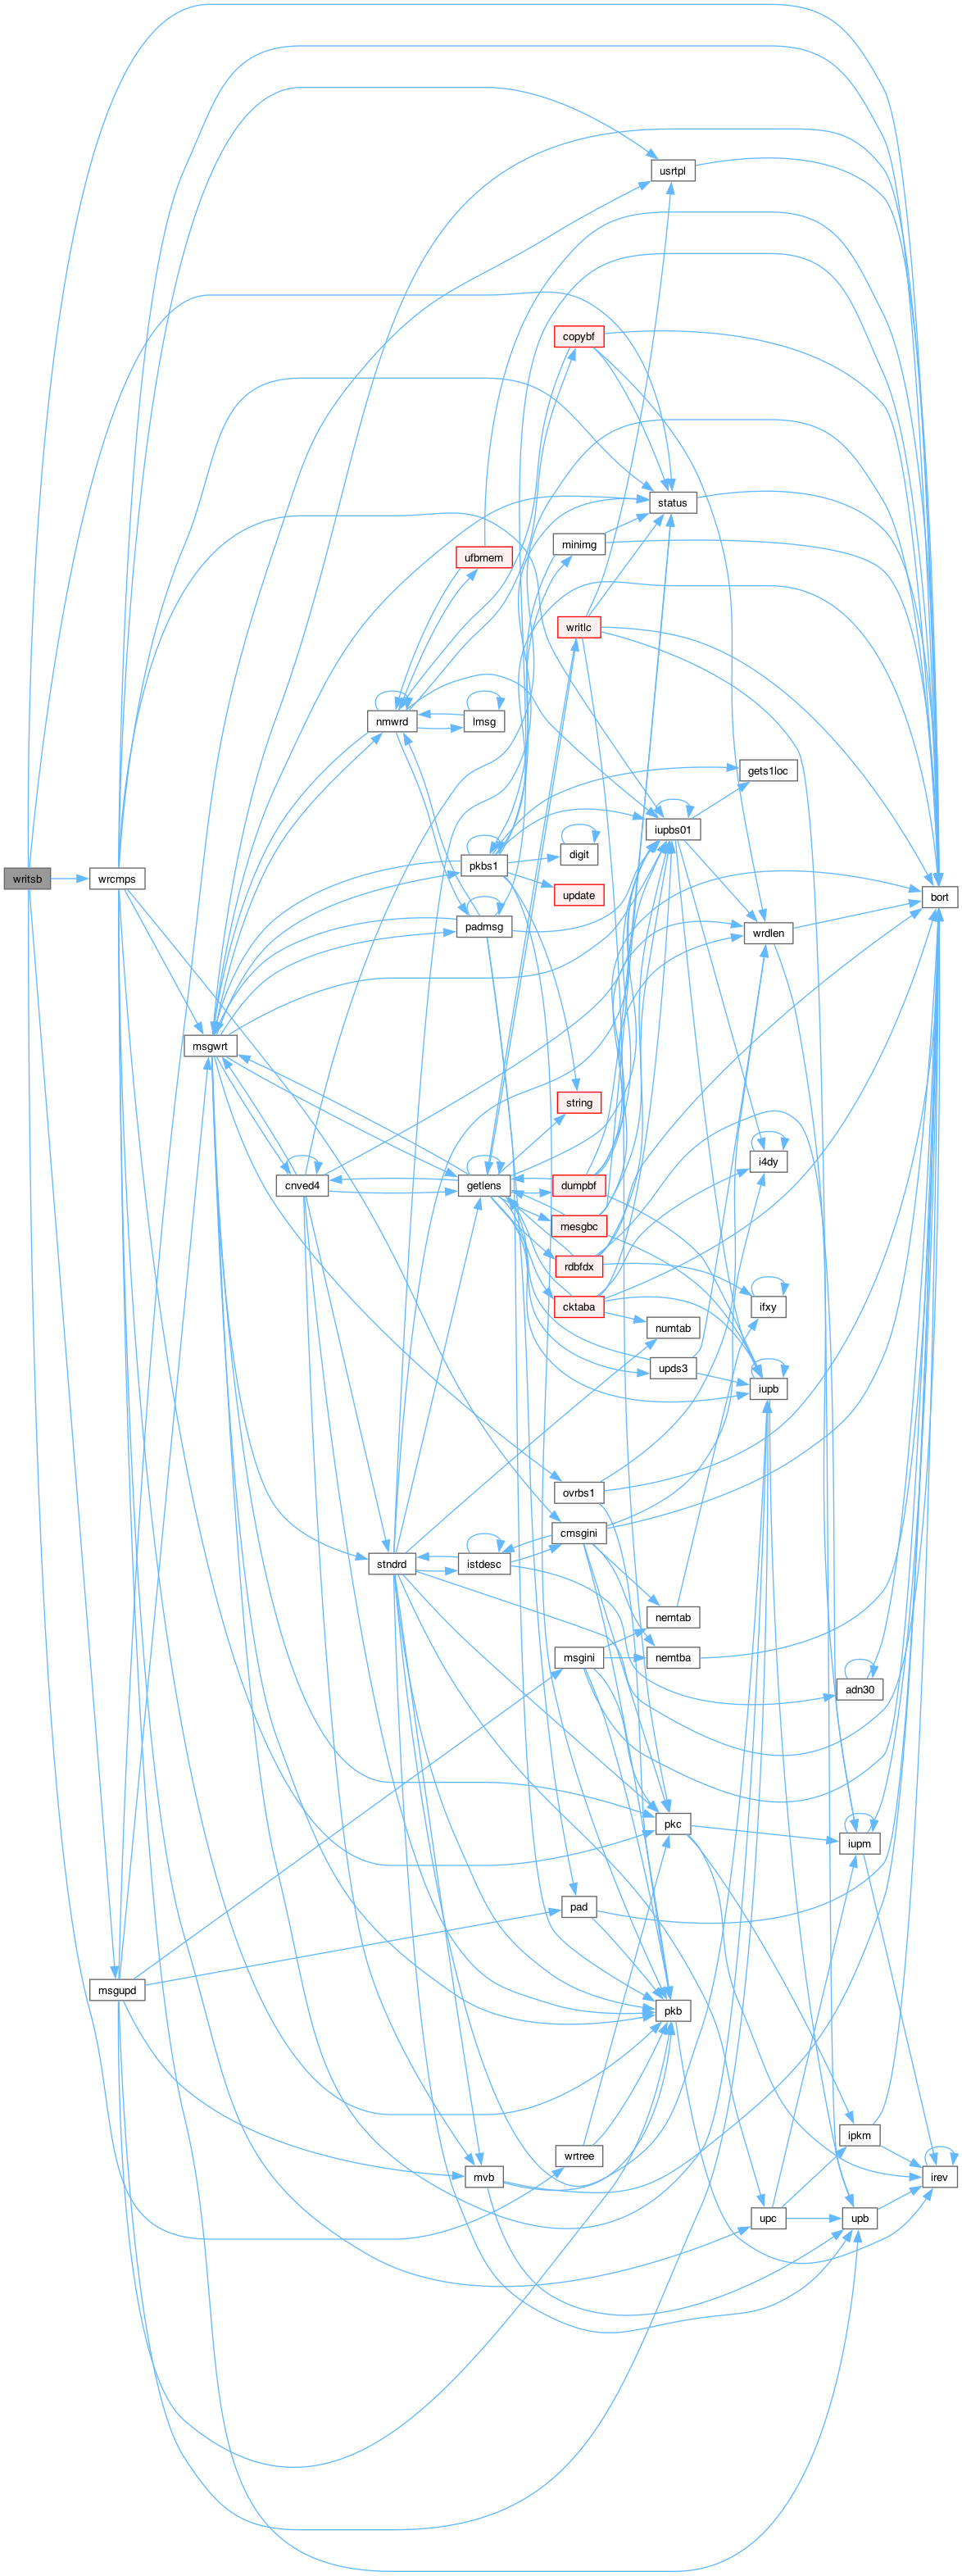 usrtpl
copybf
status
minimg
ufbmem
writlc
nmwrd
lmsg
gets1loc
iupbs01
digit
pkbs1
writsb
wrcmps
update
bort
padmsg
wrdlen
msgwrt
string
i4dy
cnved4
getlens
dumpbf
mesgbc
rdbfdx
cktaba
ifxy
numtab
upds3
iupb
ovrbs1
cmsgini
stndrd
istdesc
nemtab
msgini
nemtba
adn30
pkc
iupm
pad
msgupd
pkb
ipkm
wrtree
mvb
irev
upc
upb